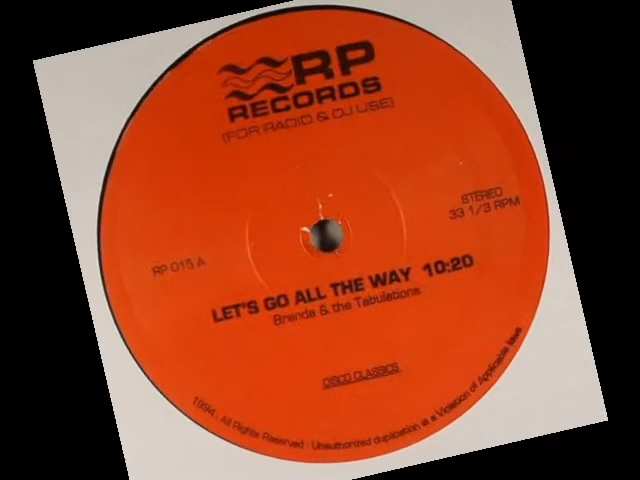 RP
RECORDS
(FOR RADIO & DJ USE)
STEREO
33 1/3 RPM
RP 015 A
LET'S GO ALL THE WAY 10:20
Brenda & the Tabulations
DISCO CLASSICS
1994 - All Rights Reserved - Unauthorized duplication is a Violation of Applicable laws